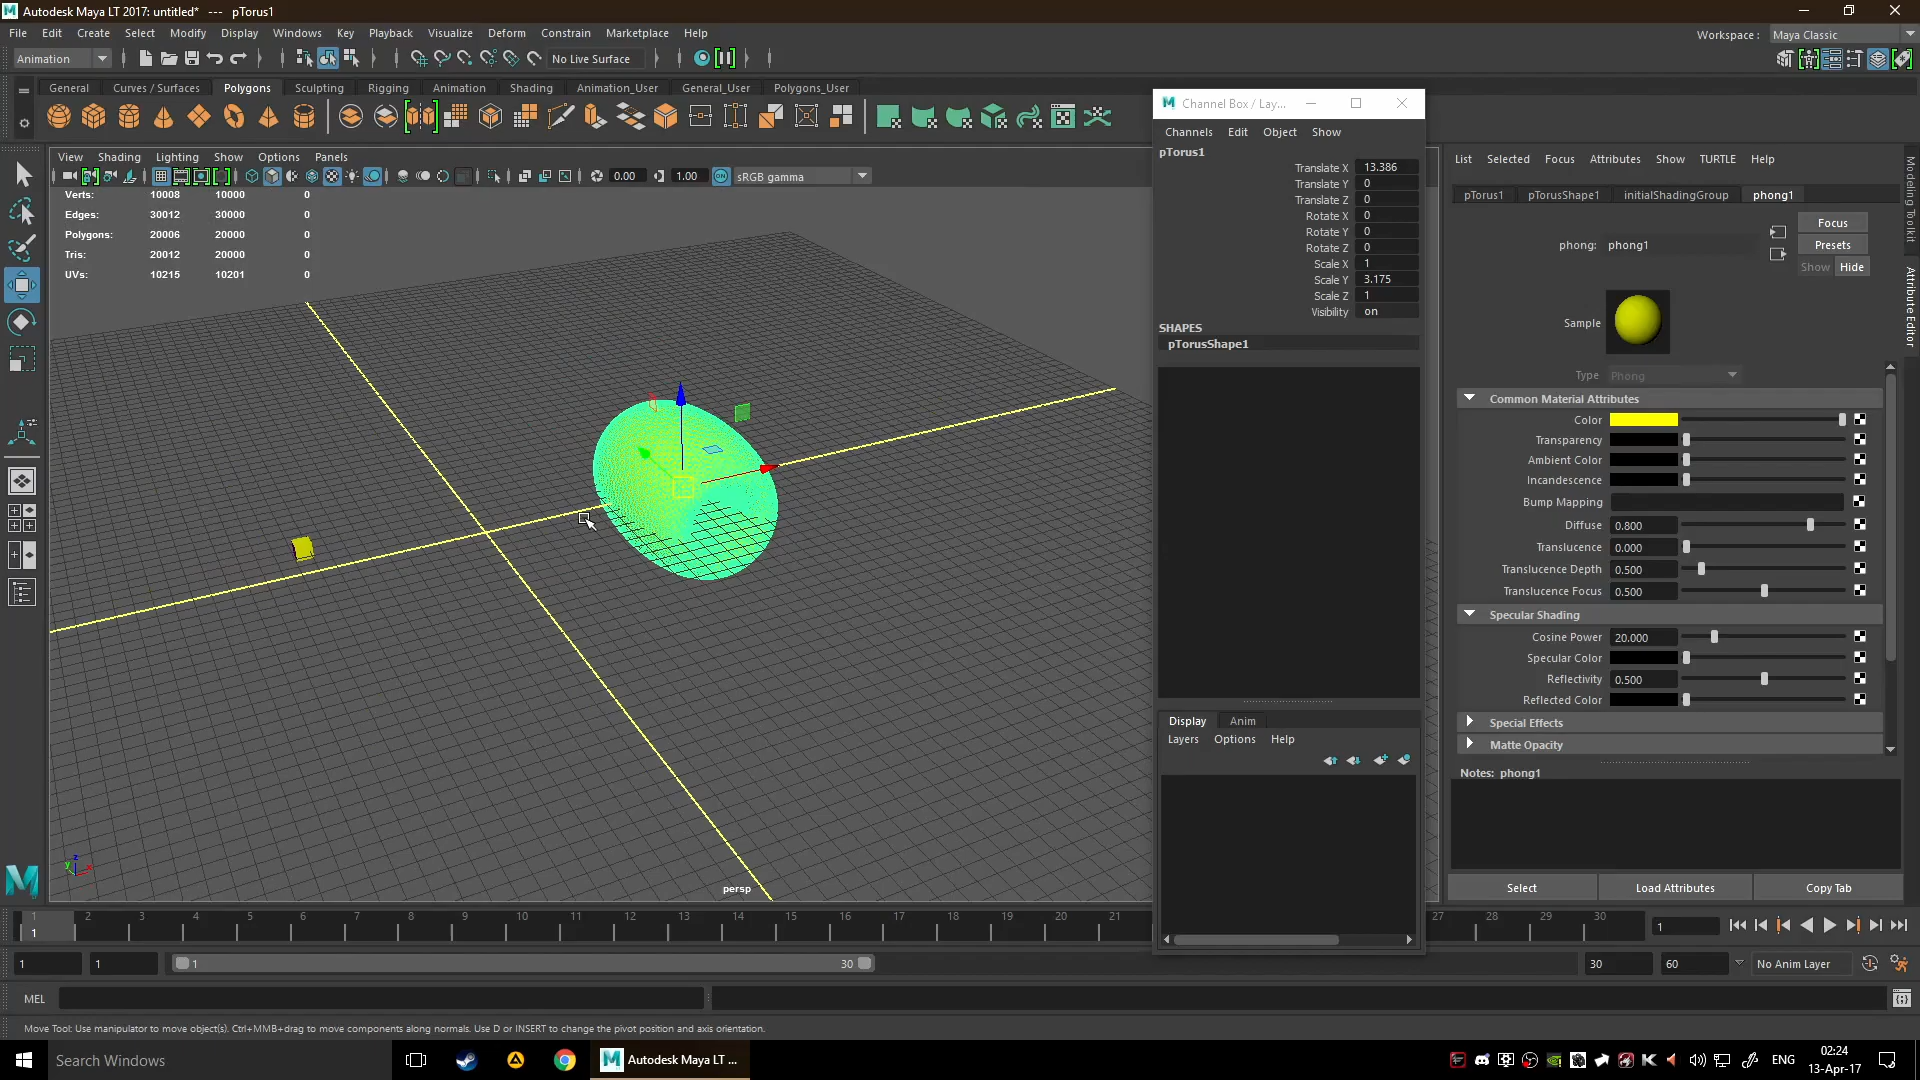 Autodesk Maya LT 2017: untitled*   ---   pTorus1
File Edit Create Select Modify Display Windows Key Playback Visualize Deform Constrain Marketplace Help
Workspace : Maya Classic
Animation
No Live Surface
General Curves / Surfaces Polygons Sculpting Rigging Animation Shading Animation_User General_User Polygons_User
View Shading Lighting Show Options Panels
0.00 1.00 ON sRGB gamma
Verts: 10008 10000 0
Edges: 30012 30000 0
Polygons: 20006 20000 0
Tris: 20012 20000 0
UVs: 10215 10201 0
persp
Channel Box / Lay...
Channels Edit Object Show
pTorus1
Translate X 13.386
Translate Y 0
Translate Z 0
Rotate X 0
Rotate Y 0
Rotate Z 0
Scale X 1
Scale Y 3.175
Scale Z 1
Visibility on
SHAPES
pTorusShape1
Display Anim
Layers Options Help
List Selected Focus Attributes Show TURTLE Help
pTorus1 pTorusShape1 initialShadingGroup phong1
Focus
phong: phong1
Presets
Show Hide
Sample
Type Phong
Common Material Attributes
Color
Transparency
Ambient Color
Incandescence
Bump Mapping
Diffuse 0.800
Translucence 0.000
Translucence Depth 0.500
Translucence Focus 0.500
Specular Shading
Cosine Power 20.000
Specular Color
Reflectivity 0.500
Reflected Color
Special Effects
Matte Opacity
Notes: phong1
Select Load Attributes Copy Tab
Modeling Toolkit
Attribute Editor
1 2 3 4 5 6 7 8 9 10 11 12 13 14 15 16 17 18 19 20 21 27 28 29 30
1
1
1 1 1 30 30 60 No Anim Layer
MEL
Move Tool: Use manipulator to move object(s). Ctrl+MMB+drag to move components along normals. Use D or INSERT to change the pivot position and axis orientation.
Search Windows
Autodesk Maya LT ...
ENG
02:24
13-Apr-17